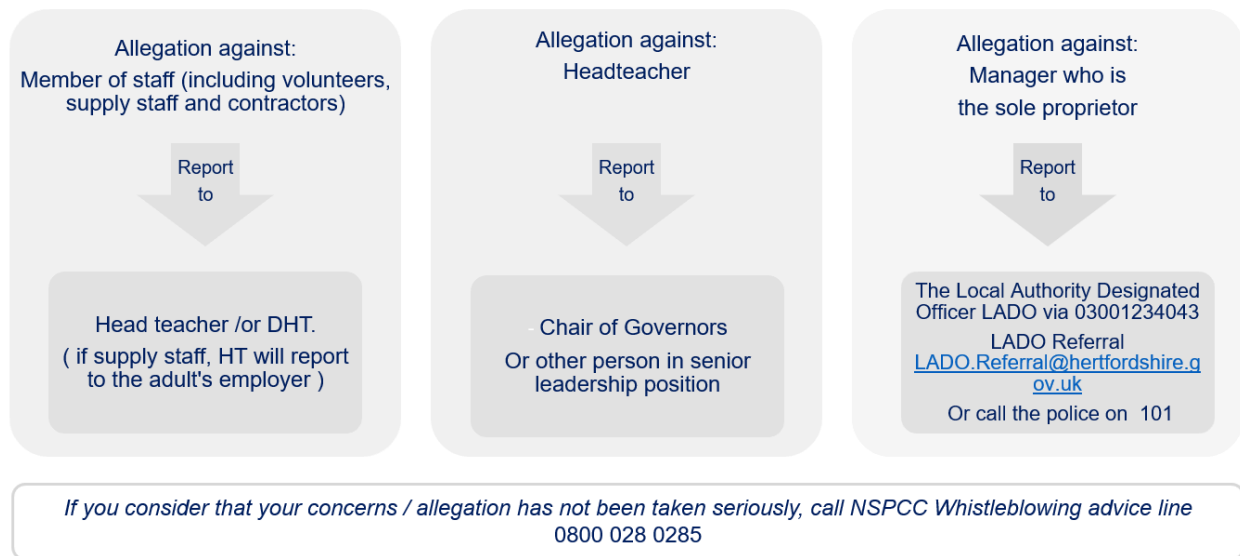 Allegation against:
Member of staff (including volunteers,
supply staff and contractors)
Report
to
Head teacher /or DHT.
( if supply staff, HT will report
to the adult's employer )
Allegation against:
Headteacher
Report
to
- Chair of Governors
Or other person in senior
leadership position
Allegation against:
Manager who is
the sole proprietor
Report
to
The Local Authority Designated
Officer LADO via 03001234043
LADO Referral
LADO.Referral@hertfordshire.g
ov.uk
Or call the police on 101
If you consider that your concerns / allegation has not been taken seriously, call NSPCC Whistleblowing advice line
0800 028 0285